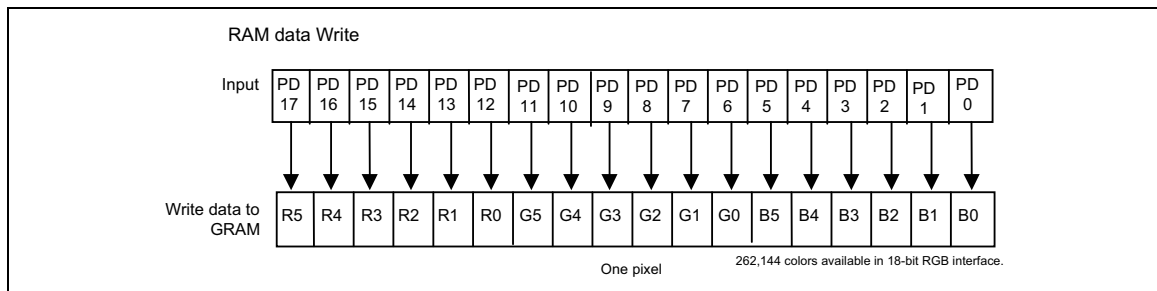 RAM data Write
Input PD PD PD PD PD PD PD PD PD PD PD PD PD PD PD PD PD PD
17 16 15 14 13 12 11 10 9 8 7 6 5 4 3 2 1 0
Write data to GRAM R5 R4 R3 R2 R1 R0 G5 G4 G3 G2 G1 G0 B5 B4 B3 B2 B1 B0
One pixel 262,144 colors available in 18-bit RGB interface.